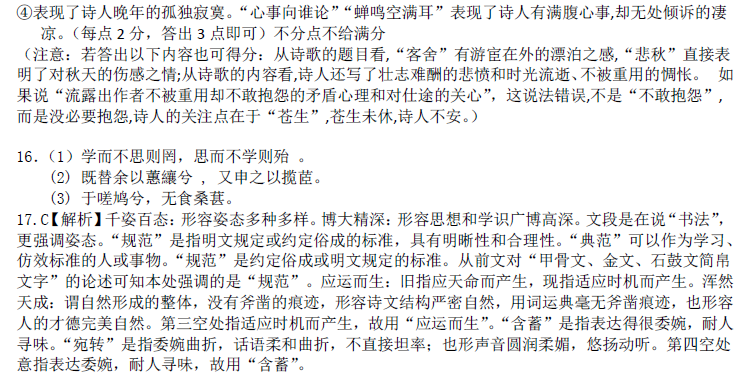 ④表现了诗人晚年的孤独寂寞。“心事向谁论”“蝉鸣空满耳”表现了诗人有满腹心事,却无处倾诉的凄
凉。（每点2分，答出3点即可）不分点不给满分
（注意：若答出以下内容也可得分：从诗歌的题目看,“客舍”有游宦在外的漂泊之感,“悲秋”直接表
明了对秋天的伤感之情;从诗歌的内容看,诗人还写了壮志难酬的悲愤和时光流逝、不被重用的惆怅。 如
果说“流露出作者不被重用却不敢抱怨的矛盾心理和对仕途的关心”，这说法错误,不是“不敢抱怨”,
而是没必要抱怨,诗人的关注点在于“苍生”,苍生未休,诗人不安。）
16.（1）学而不思则罔，思而不学则殆 。
(2) 既替余以蕙纕兮 , 又申之以揽茝。
(3) 于嗟鸠兮，无食桑葚。
17.C【解析】千姿百态：形容姿态多种多样。博大精深：形容思想和学识广博高深。文段是在说“书法”，
更强调姿态。“规范”是指明文规定或约定俗成的标准，具有明晰性和合理性。“典范”可以作为学习、
仿效标准的人或事物。“规范”是约定俗成或明文规定的标准。从前文对“甲骨文、金文、石鼓文简帛
文字”的论述可知本处强调的是“规范”。应运而生：旧指应天命而产生，现指适应时机而产生。浑然
天成：谓自然形成的整体，没有斧凿的痕迹，形容诗文结构严密自然，用词运典毫无斧凿痕迹，也形容
人的才德完美自然。第三空处指适应时机而产生，故用“应运而生”。“含蓄”是指表达得很委婉，耐人
寻味。“宛转”是指委婉曲折，话语柔和曲折，不直接坦率；也形声音圆润柔媚，悠扬动听。第四空处
意指表达委婉，耐人寻味，故用“含蓄”。